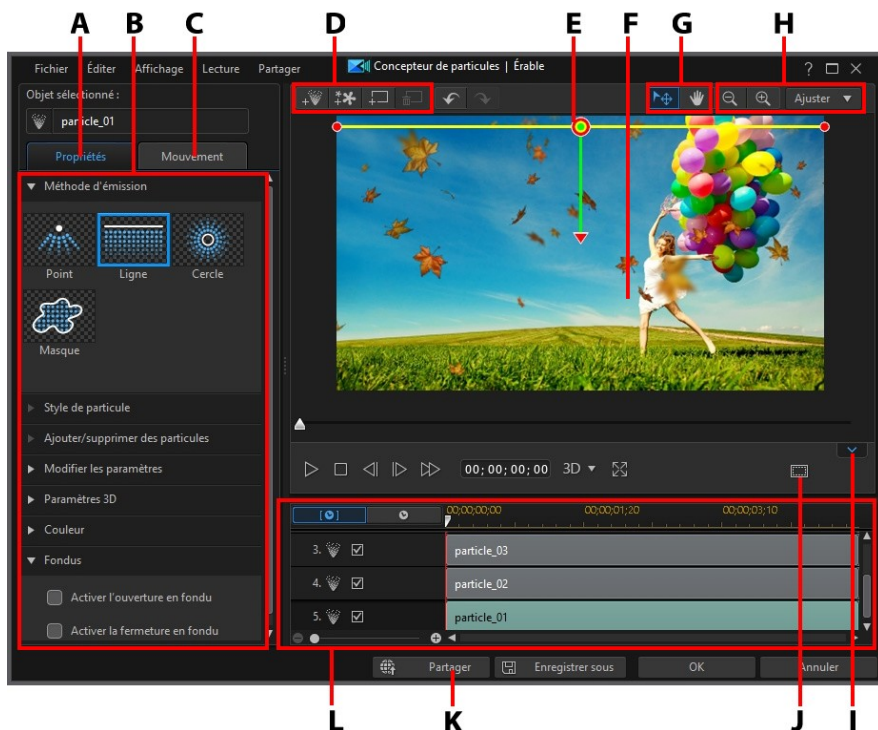 A B C D E F G H
Fichier Éditer Affichage Lecture Partager Concepteur de particules | Érable ?
Objet sélectionné :
particle_01
Propriétés Mouvement
Ajuster
Méthode d'émission
Point Ligne Cercle
Masque
Style de particule
Ajouter/supprimer des particules
Modifier les paramètres
Paramètres 3D
Couleur
Fondus
Activer l'ouverture en fondu
Activer la fermeture en fondu
00;00;00;00 3D
00;00;00;00 00;00;01;20 00;00;03;10
3. particle_03
4. particle_02
5. particle_01
Partager Enregistrer sous OK Annuler
L K J I